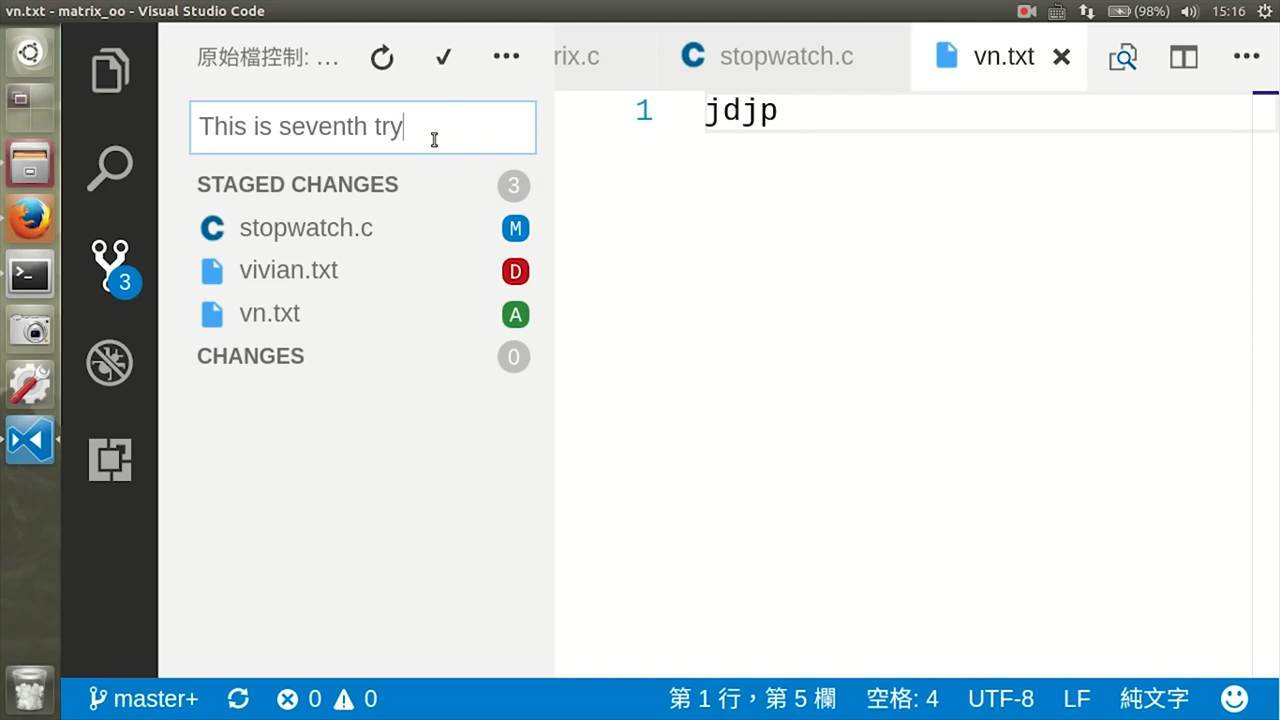 vn.txt - matrix_oo - Visual Studio Code
(98%) 15:16
原始檔控制: ...
rix.c
stopwatch.c
vn.txt
This is seventh try
1 jdjp
STAGED CHANGES 3
stopwatch.c M
vivian.txt D
vn.txt A
CHANGES 0
3
master+ 0 0 第 1 行，第 5 欄 空格: 4 UTF-8 LF 純文字